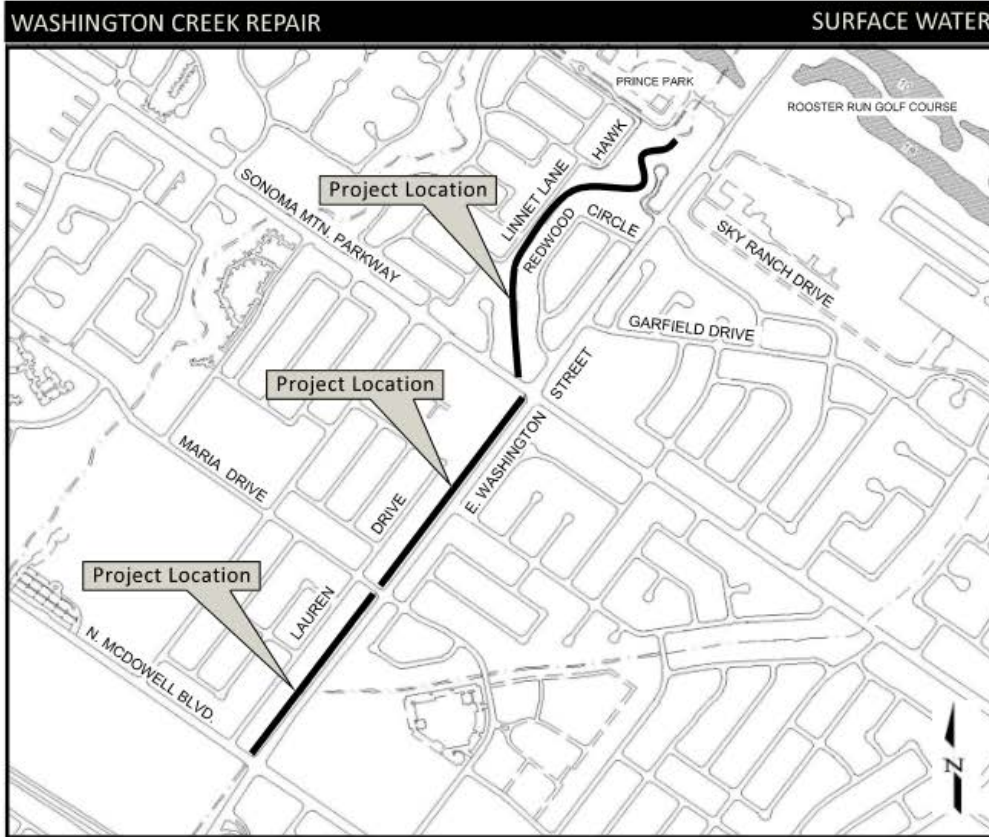 WASHINGTON CREEK REPAIR
SURFACE WATER
PRINCE PARK
ROOSTER RUN GOLF COURSE
HAWK
LINNET LANE
SONOMA MTN. PARKWAY
Project Location
REDWOOD CIRCLE
SKY RANCH DRIVE
GARFIELD DRIVE
Project Location
E. WASHINGTON STREET
MARIA DRIVE
LAUREN DRIVE
Project Location
N. MCDOWELL BLVD.
N